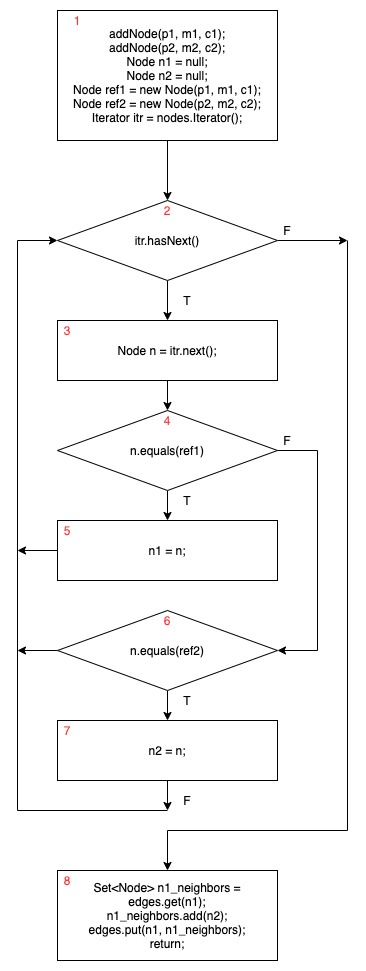 1
addNode(p1, m1, c1);
addNode(p2, m2, c2);
Node n1 = null;
Node n2 = null;
Node ref1 = new Node(p1, m1, c1);
Node ref2 = new Node(p2, m2, c2);
Iterator itr = nodes.Iterator();
2
itr.hasNext()
F
T
3
Node n = itr.next();
4
n.equals(ref1)
F
T
5
n1 = n;
6
n.equals(ref2)
T
7
n2 = n;
F
8
Set<Node> n1_neighbors =
edges.get(n1);
n1_neighbors.add(n2);
edges.put(n1, n1_neighbors);
return;